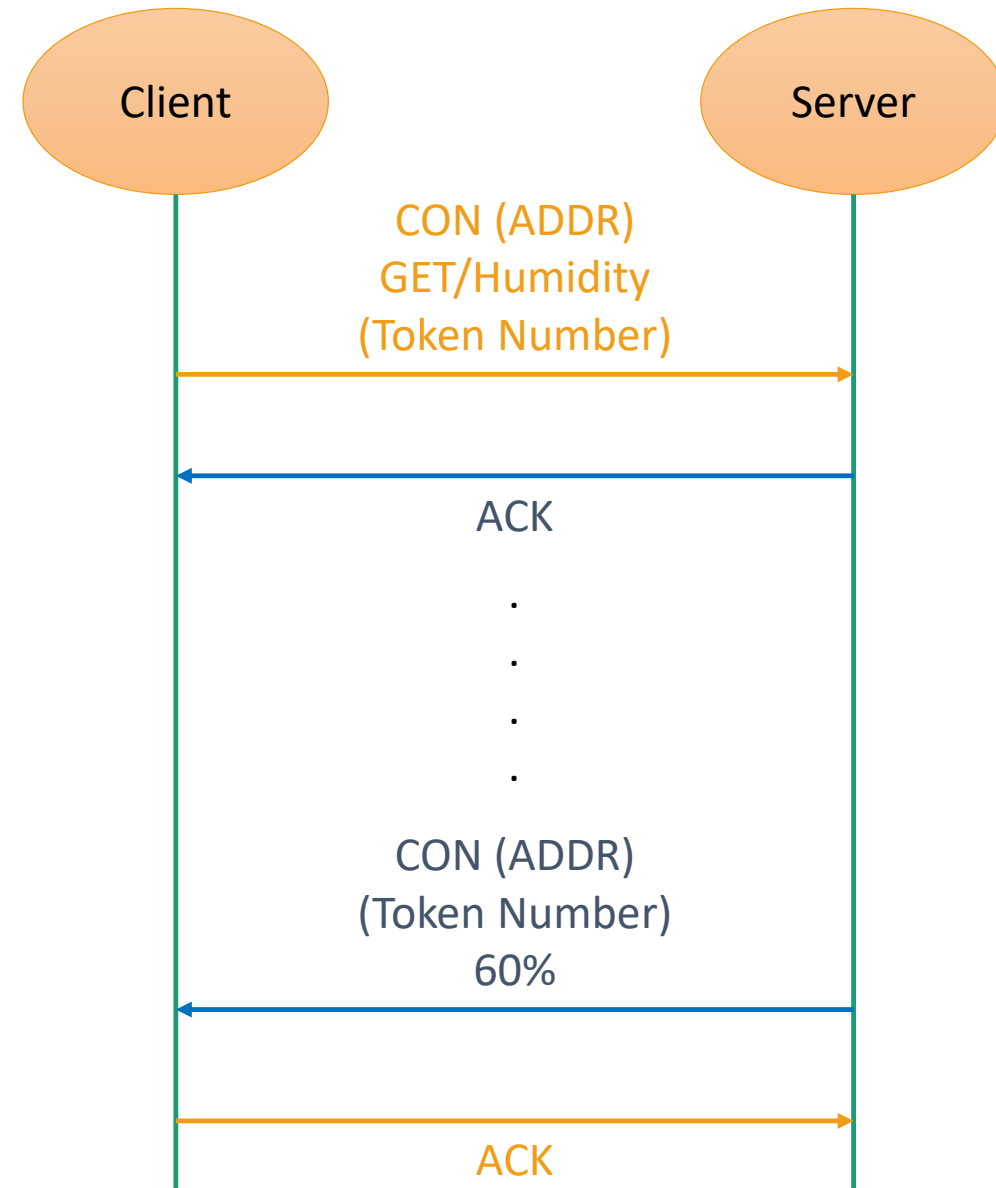 Client
Server
CON (ADDR)
GET/Humidity
(Token Number)
ACK
.
.
.
.
CON (ADDR)
(Token Number)
60%
ACK